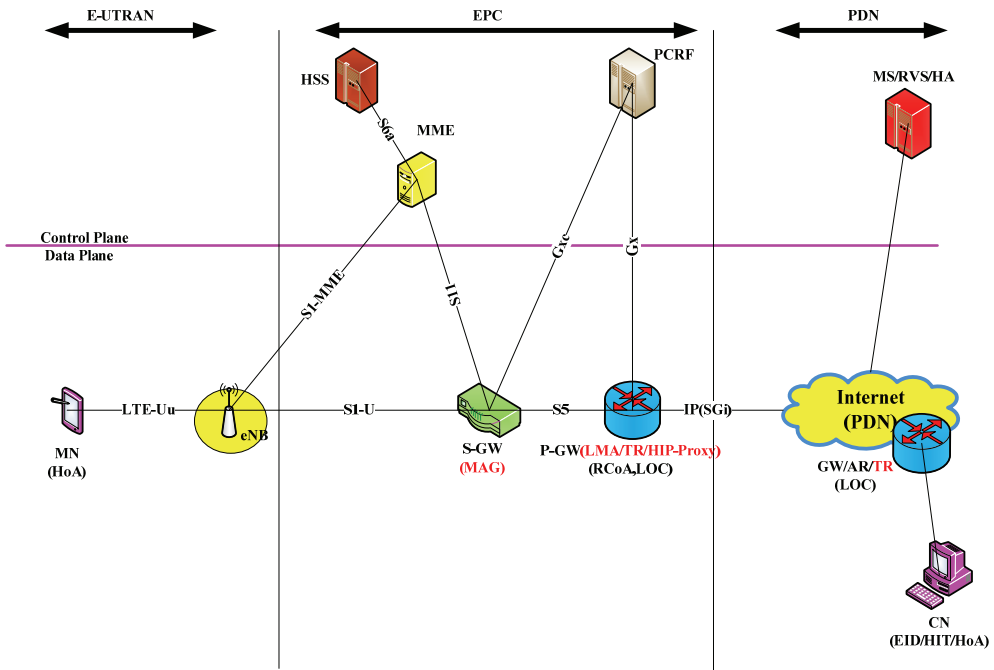 E-UTRAN
EPC
PDN
HSS
PCRF
MS/RVS/HA
S6a
MME
Control Plane
Data Plane
Gxc
Gx
S1-MME
S11
LTE-Uu
eNB
S1-U
S5
IP(SGi)
Internet
(PDN)
MN
(HoA)
S-GW
(MAG)
P-GW(LMA/TR/HIP-Proxy)
(RCoA,LOC)
GW/AR/TR
(LOC)
CN
(EID/HIT/HoA)